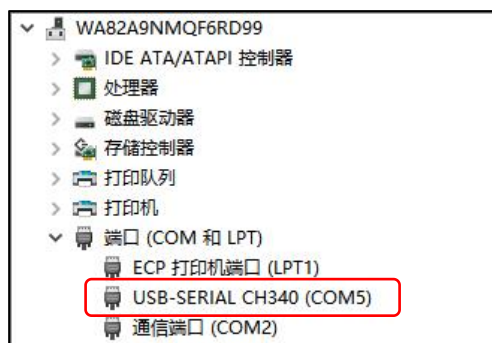 WA82A9NMQF6RD99
IDE ATA/ATAPI 控制器
处理器
磁盘驱动器
存储控制器
打印队列
打印机
端口 (COM 和 LPT)
ECP 打印机端口 (LPT1)
USB-SERIAL CH340 (COM5)
通信端口 (COM2)